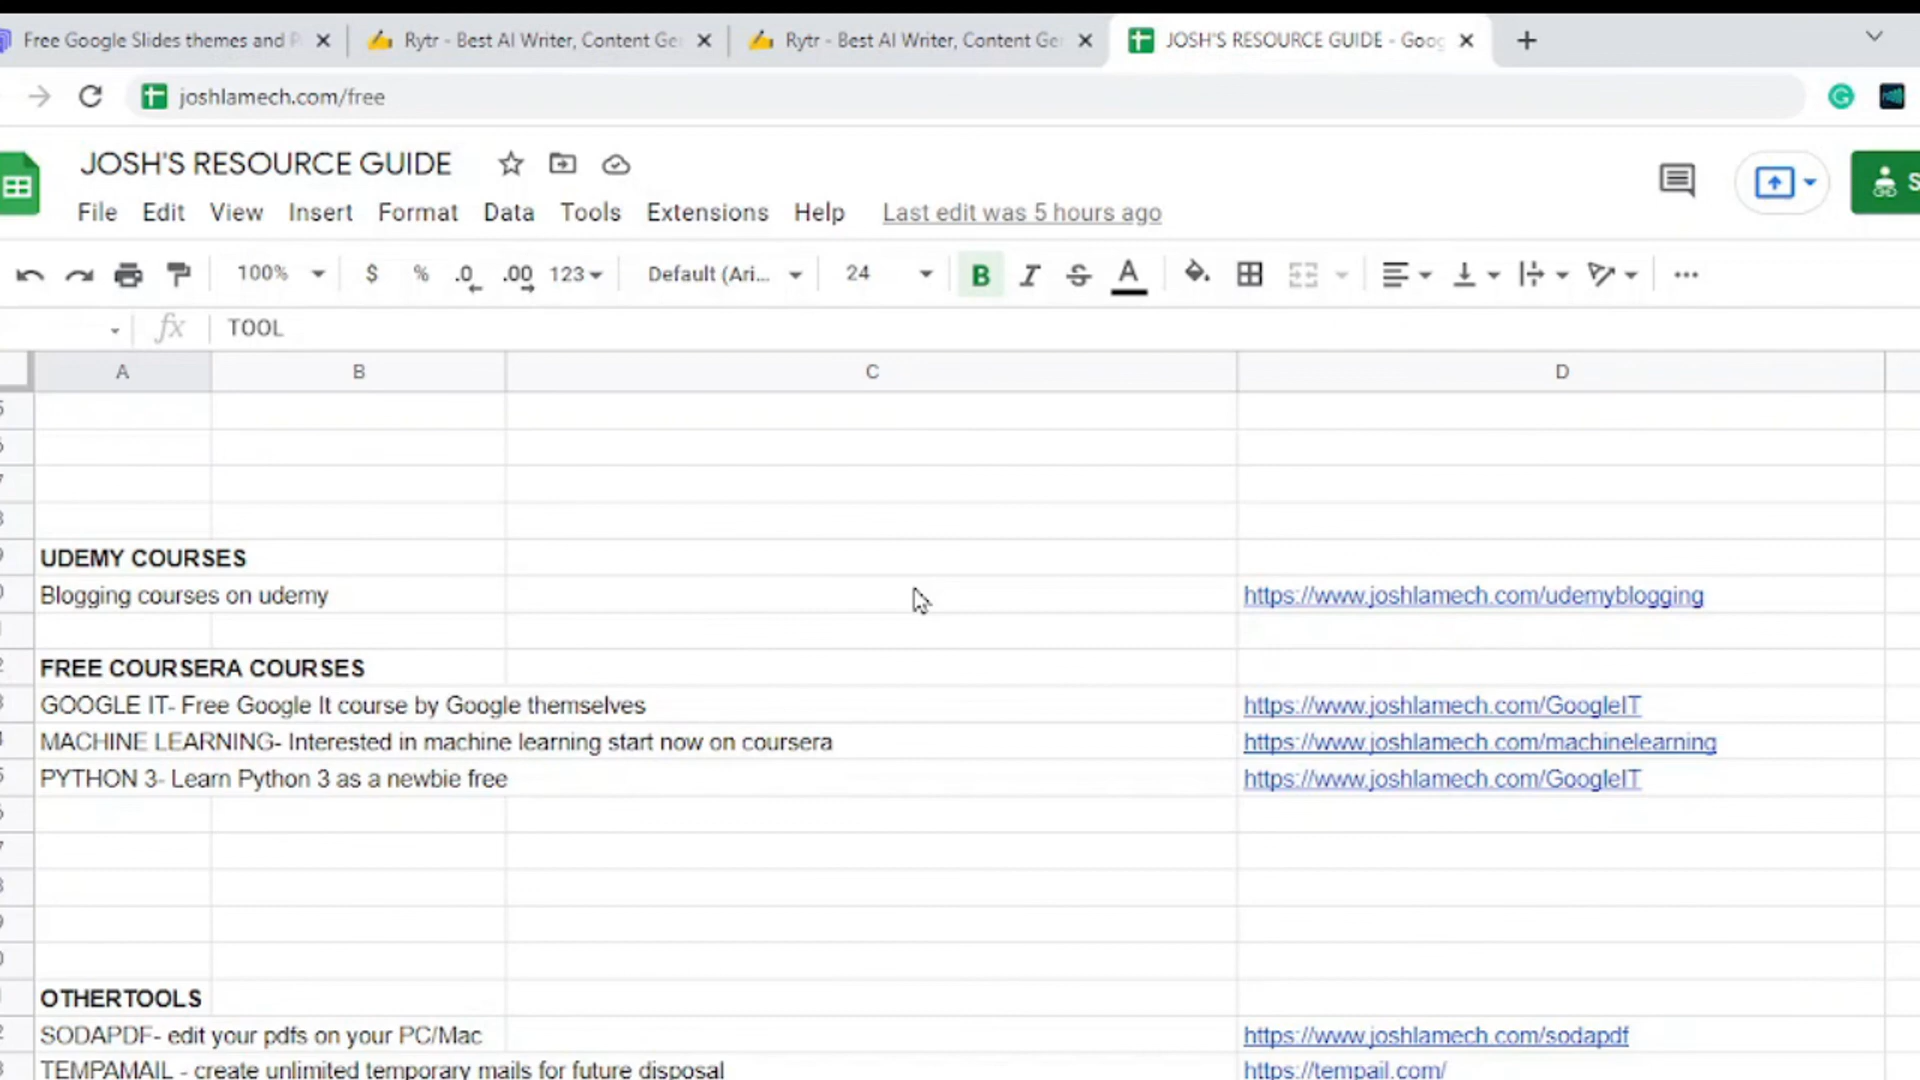 Free Google Slides themes and P
Rytr - Best AI Writer, Content Ge
Rytr - Best AI Writer, Content Ge
JOSH'S RESOURCE GUIDE - Goog
joshlamech.com/free
JOSH'S RESOURCE GUIDE
File Edit View Insert Format Data Tools Extensions Help Last edit was 5 hours ago
100% $ % .0 .00 123 Default (Ari... 24 B I S A
fx TOOL
A B C D
UDEMY COURSES
Blogging courses on udemy https://www.joshlamech.com/udemyblogging
FREE COURSERA COURSES
GOOGLE IT- Free Google It course by Google themselves https://www.joshlamech.com/GoogleIT
MACHINE LEARNING- Interested in machine learning start now on coursera https://www.joshlamech.com/machinelearning
PYTHON 3- Learn Python 3 as a newbie free https://www.joshlamech.com/GoogleIT
OTHERTOOLS
SODAPDF- edit your pdfs on your PC/Mac https://www.joshlamech.com/sodapdf
TEMPAMAIL - create unlimited temporary mails for future disposal https://tempail.com/